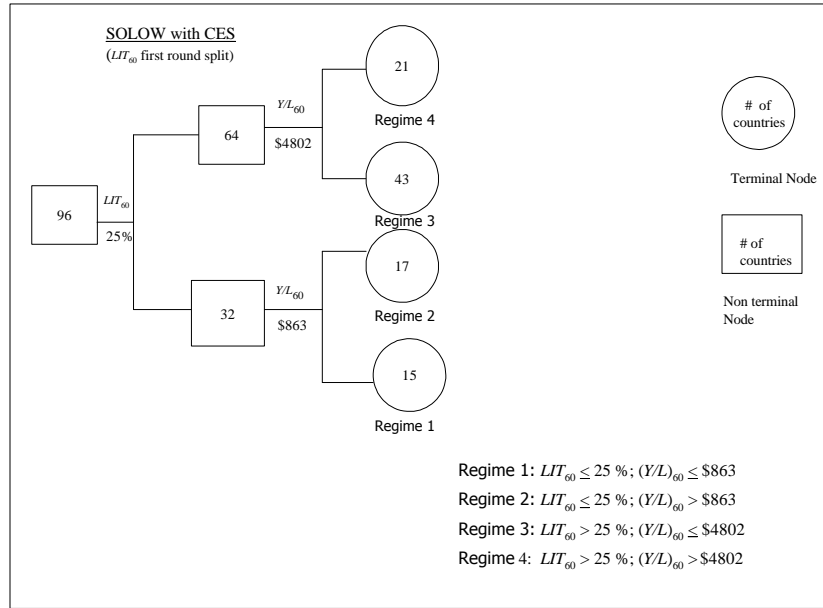 SOLOW with CES
(LIT60 first round split)
96
LIT60
25%
64
Y/L60
$4802
21
Regime 4
43
Regime 3
32
Y/L60
$863
17
Regime 2
15
Regime 1
# of
countries
Terminal Node
# of
countries
Non terminal
Node
Regime 1: LIT60 ≤ 25 %; (Y/L)60 ≤ $863
Regime 2: LIT60 ≤ 25 %; (Y/L)60 > $863
Regime 3: LIT60 > 25 %; (Y/L)60 ≤ $4802
Regime 4: LIT60 > 25 %; (Y/L)60 > $4802